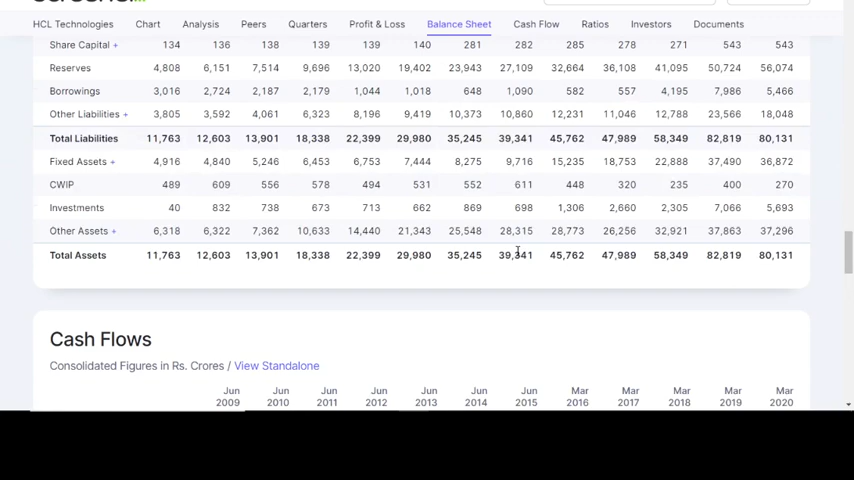 HCL Technologies Chart Analysis Peers Quarters Profit & Loss Balance Sheet Cash Flow Ratios Investors Documents
Share Capital + 134 136 138 139 139 140 281 282 285 278 271 543 543
Reserves 4,808 6,151 7,514 9,696 13,020 19,402 23,943 27,109 32,664 36,108 41,095 50,724 56,074
Borrowings 3,016 2,724 2,187 2,179 1,044 1,018 648 1,090 582 557 4,195 7,986 5,466
Other Liabilities + 3,805 3,592 4,061 6,323 8,196 9,419 10,373 10,860 12,231 11,046 12,788 23,566 18,048
Total Liabilities 11,763 12,603 13,901 18,338 22,399 29,980 35,245 39,341 45,762 47,989 58,349 82,819 80,131
Fixed Assets + 4,916 4,840 5,246 6,453 6,753 7,444 8,275 9,716 15,235 18,753 22,888 37,490 36,872
CWIP 489 609 556 578 494 531 552 611 448 320 235 400 270
Investments 40 832 738 673 713 662 869 698 1,306 2,660 2,305 7,066 5,693
Other Assets + 6,318 6,322 7,362 10,633 14,440 21,343 25,548 28,315 28,773 26,256 32,921 37,863 37,296
Total Assets 11,763 12,603 13,901 18,338 22,399 29,980 35,245 39,341 45,762 47,989 58,349 82,819 80,131
Cash Flows
Consolidated Figures in Rs. Crores / View Standalone
Jun Jun Jun Jun Jun Jun Jun Mar Mar Mar Mar Mar
2009 2010 2011 2012 2013 2014 2015 2016 2017 2018 2019 2020